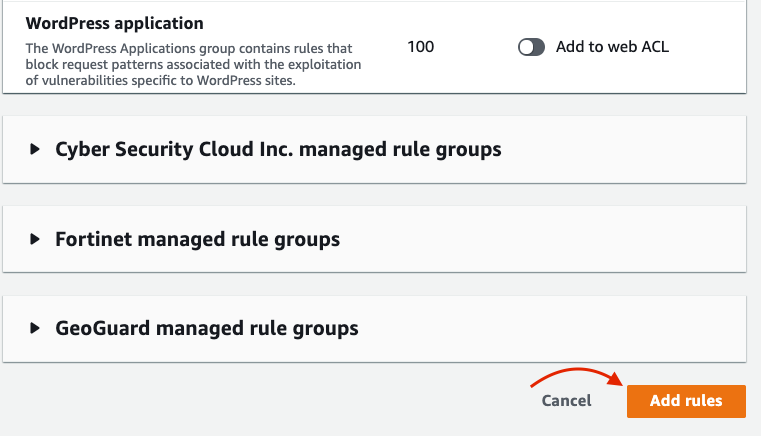 WordPress application
The WordPress Applications group contains rules that
block request patterns associated with the exploitation
of vulnerabilities specific to WordPress sites.
100
Add to web ACL
Cyber Security Cloud Inc. managed rule groups
Fortinet managed rule groups
GeoGuard managed rule groups
Cancel
Add rules